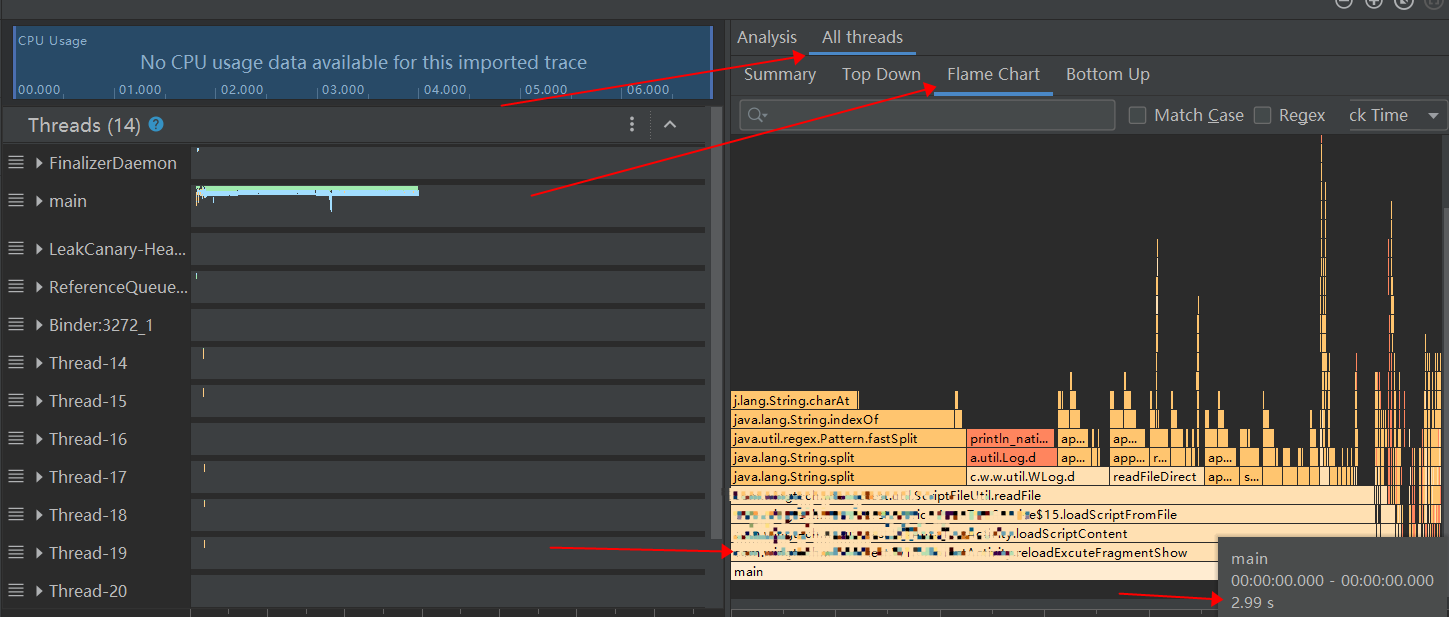 CPU Usage
No CPU usage data available for this imported trace
00.000 01.000 02.000 03.000 04.000 05.000 06.000
Threads (14) ?
FinalizerDaemon
main
LeakCanary-Hea...
ReferenceQueue...
Binder:3272_1
Thread-14
Thread-15
Thread-16
Thread-17
Thread-18
Thread-19
Thread-20
Analysis All threads
Summary Top Down Flame Chart Bottom Up
Match Case Regex ck Time
j.lang.String.charAt
java.lang.String.indexOf
java.util.regex.Pattern.fastSplit println_nati... ap... ap...
java.lang.String.split a.util.Log.d ap... app... r... ap...
java.lang.String.split c.w.w.util.WLog.d readFileDirect ap... s...
ScriptFileUtil.readFile
$15.loadScriptFromFile
.loadScriptContent
reloadExcuteFragmentShow
main
main
00:00:00.000 - 00:00:00.000
2.99 s